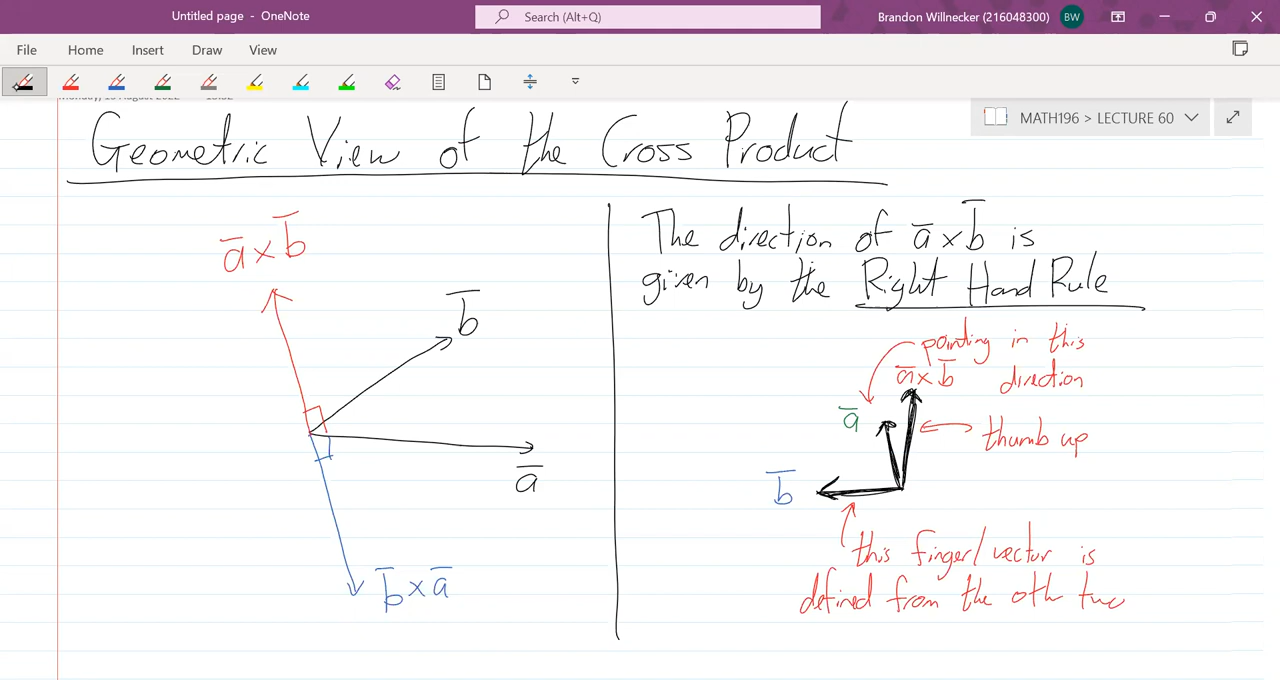 Untitled page - OneNote
Search (Alt+Q)
Brandon Willnecker (216048300)
BW
File
Home
Insert
Draw
View
MATH196 > LECTURE 60
Geometric View of the Cross Product
a̅ × b̅
b̅
a̅
b̅ × a̅
The direction of a̅ × b̅ is
given by the Right Hand Rule
pointing in this
direction
a̅ × b̅
a̅
thumb up
b̅
this finger/vector is
defined from the oth two